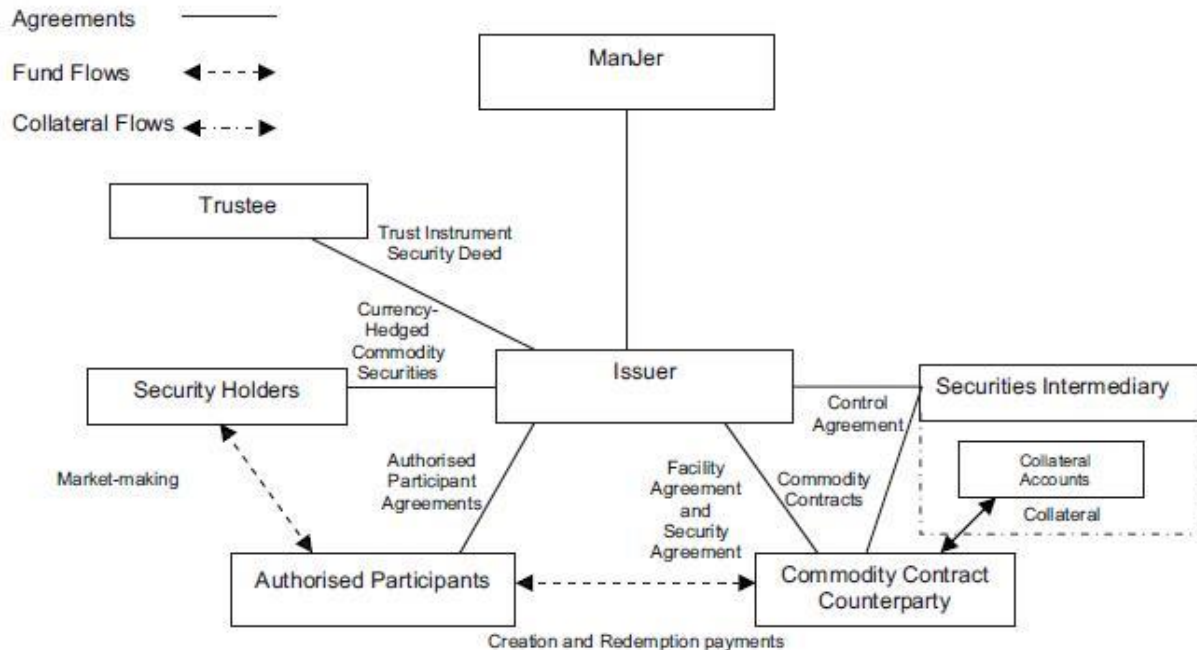 Agreements
Fund Flows
Collateral Flows
ManJer
Trustee
Trust Instrument
Security Deed
Currency-
Hedged
Commodity
Securities
Issuer
Security Holders
Securities Intermediary
Control
Agreement
Collateral
Accounts
Collateral
Market-making
Authorised
Participant
Agreements
Facility
Agreement
and
Security
Agreement
Commodity
Contracts
Authorised Participants
Commodity Contract
Counterparty
Creation and Redemption payments